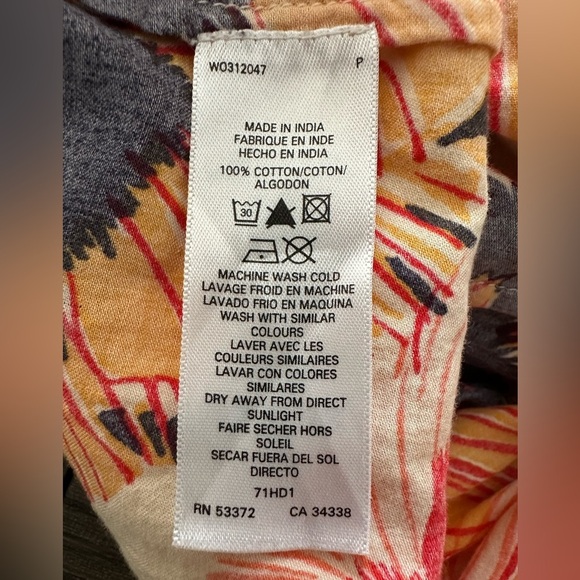 WO312047 P
MADE IN INDIA
FABRIQUE EN INDE
HECHO EN INDIA
100% COTTON/COTON/
ALGODON
30
MACHINE WASH COLD
LAVAGE FROID EN MACHINE
LAVADO FRIO EN MAQUINA
WASH WITH SIMILAR
COLOURS
LAVER AVEC LES
COULEURS SIMILAIRES
LAVAR CON COLORES
SIMILARES
DRY AWAY FROM DIRECT
SUNLIGHT
FAIRE SECHER HORS
SOLEIL
SECAR FUERA DEL SOL
DIRECTO
71HD1
RN 53372 CA 34338